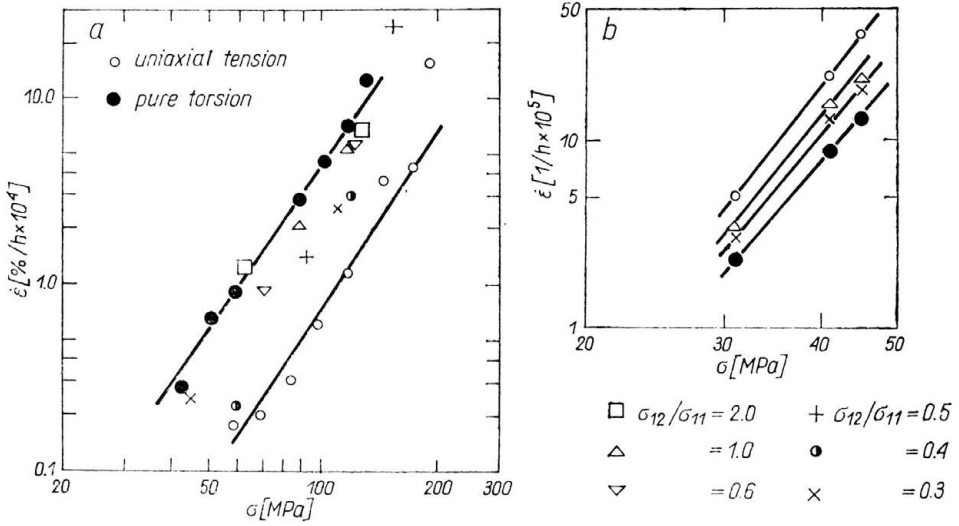 a
○ uniaxial tension
● pure torsion
10.0
1.0
0.1
ε̇ [%/h×10⁴]
20 50 100 200 300
σ [MPa]
b
50
10
5
1
ε̇ [1/h×10⁵]
20 30 40 50
σ [MPa]
□ σ₁₂/σ₁₁ = 2.0 + σ₁₂/σ₁₁ = 0.5
△ = 1.0 ◑ = 0.4
▽ = 0.6 × = 0.3